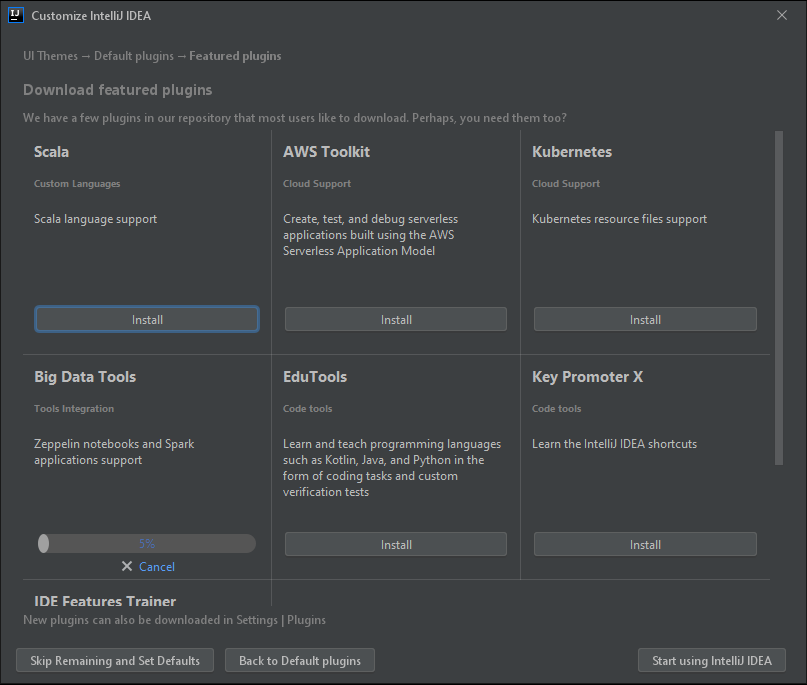 IJ
Customize IntelliJ IDEA
UI Themes → Default plugins → Featured plugins
Download featured plugins
We have a few plugins in our repository that most users like to download. Perhaps, you need them too?
Scala
Custom Languages
Scala language support
Install
AWS Toolkit
Cloud Support
Create, test, and debug serverless
applications built using the AWS
Serverless Application Model
Install
Kubernetes
Cloud Support
Kubernetes resource files support
Install
Big Data Tools
Tools Integration
Zeppelin notebooks and Spark
applications support
5%
Cancel
EduTools
Code tools
Learn and teach programming languages
such as Kotlin, Java, and Python in the
form of coding tasks and custom
verification tests
Install
Key Promoter X
Code tools
Learn the IntelliJ IDEA shortcuts
Install
IDE Features Trainer
New plugins can also be downloaded in Settings | Plugins
Skip Remaining and Set Defaults
Back to Default plugins
Start using IntelliJ IDEA